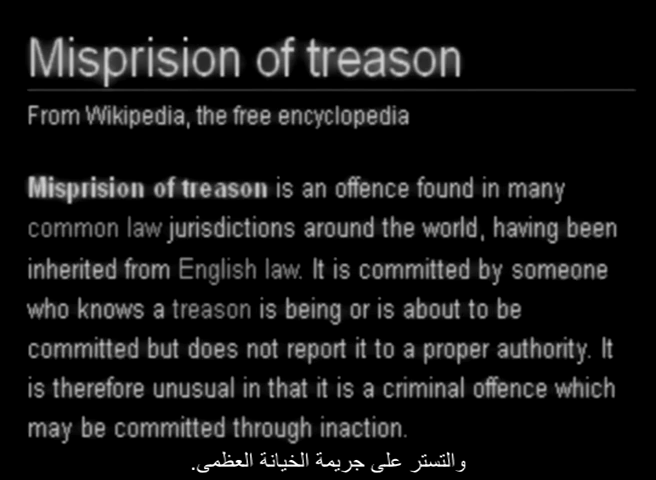 Misprision of treason
From Wikipedia, the free encyclopedia
Misprision of treason is an offence found in many
common law jurisdictions around the world, having been
inherited from English law. It is committed by someone
who knows a treason is being or is about to be
committed but does not report it to a proper authority. It
is therefore unusual in that it is a criminal offence which
may be committed through inaction.
والتستر على جريمة الخيانة العظمى.